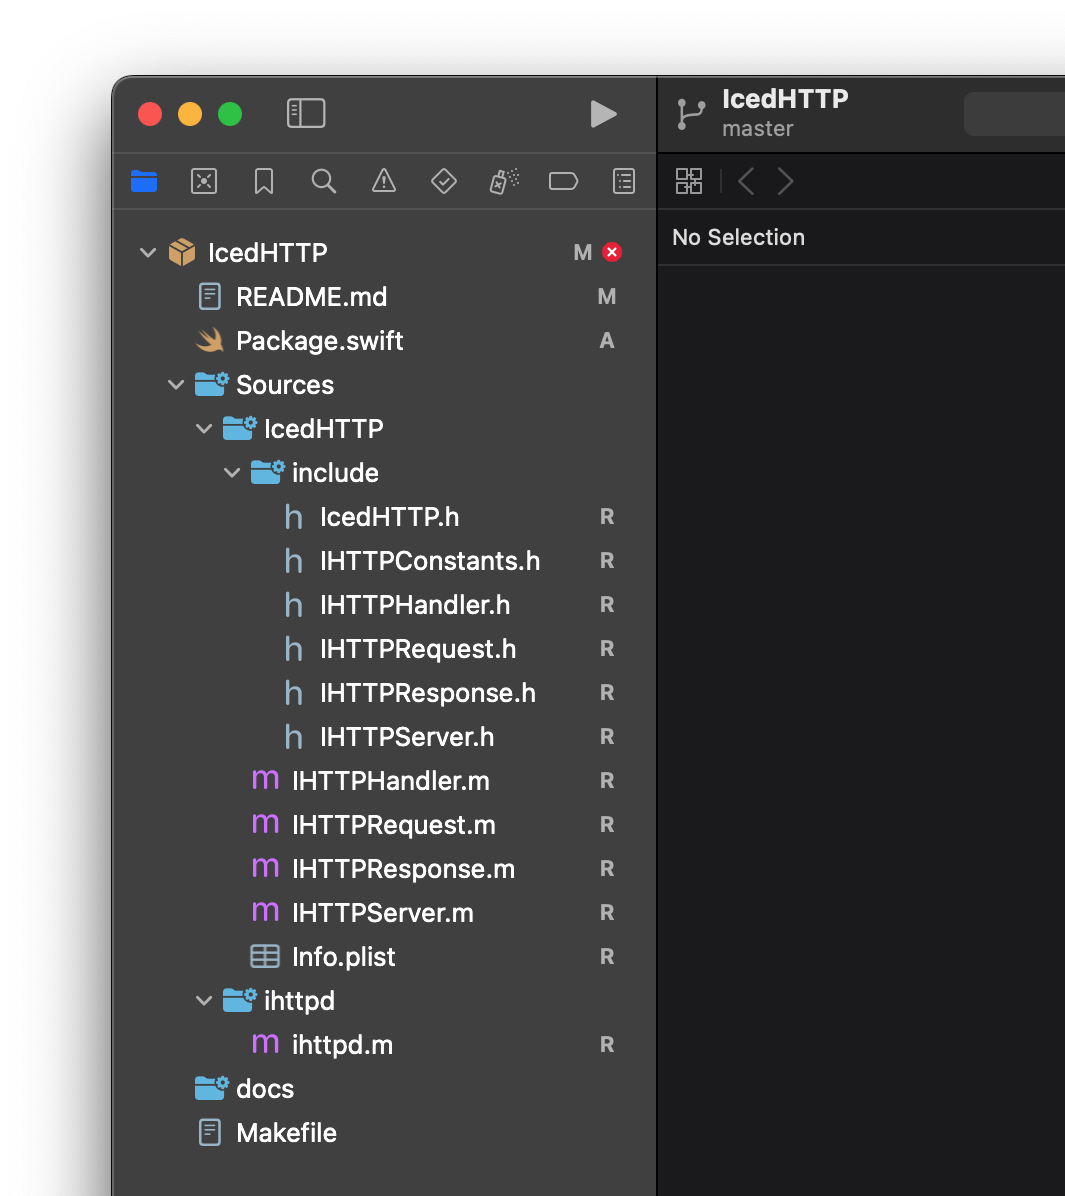 IcedHTTP
master
No Selection
IcedHTTP M
README.md M
Package.swift A
Sources
IcedHTTP
include
h IcedHTTP.h R
h IHTTPConstants.h R
h IHTTPHandler.h R
h IHTTPRequest.h R
h IHTTPResponse.h R
h IHTTPServer.h R
m IHTTPHandler.m R
m IHTTPRequest.m R
m IHTTPResponse.m R
m IHTTPServer.m R
Info.plist R
ihttpd
m ihttpd.m R
docs
Makefile